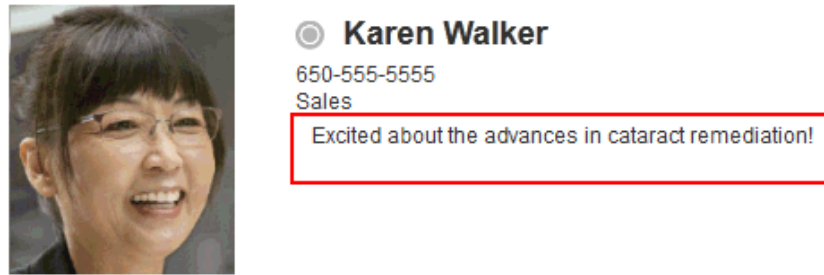 Karen Walker
650-555-5555
Sales
Excited about the advances in cataract remediation!